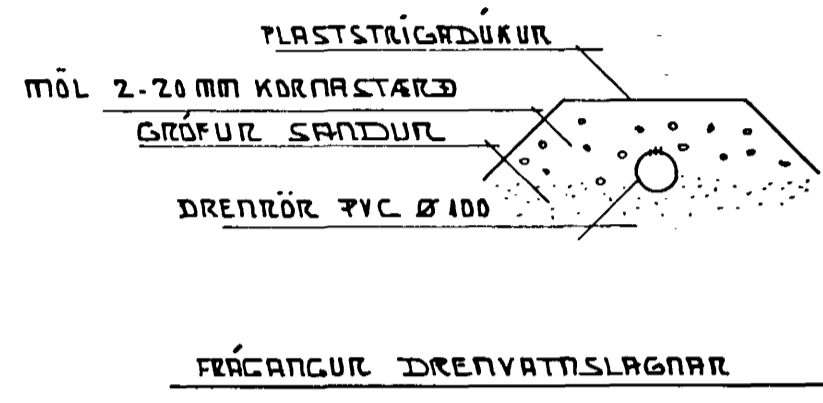 PLASTSTRIGADÚKUR
MÖL 2-20 MM KORNASTÆRÐ
GRÓFUR SANDUR
DRENRÖR PVC Ø 100
FRÁGANGUR DRENVATNSLAGNAR